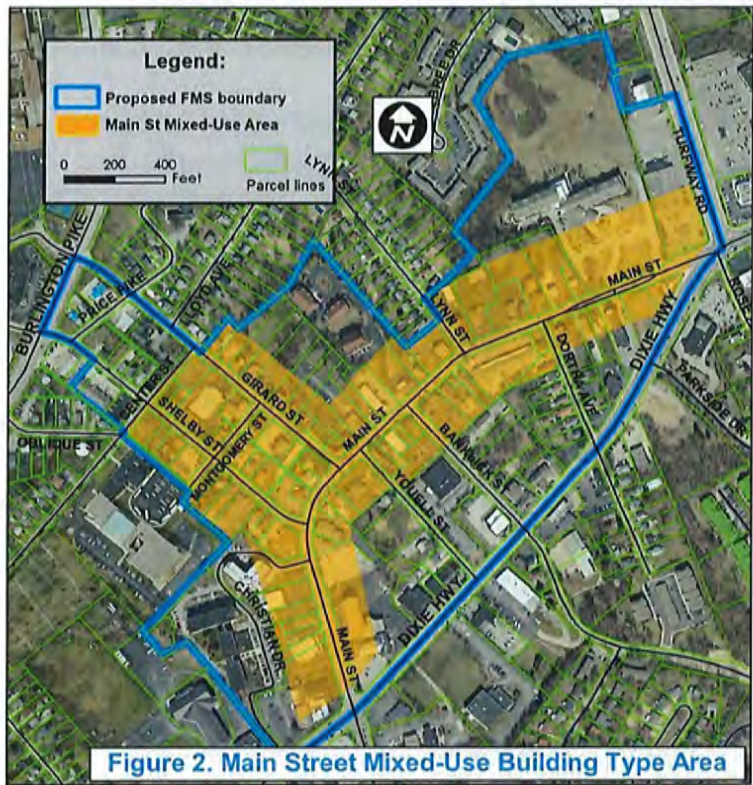 Legend:
Proposed FMS boundary
Main St Mixed-Use Area
0 200 400
Feet
Parcel lines
N
BREE DR
LYNN ST
TURFWAY RD
BURLINGTON PIKE
PRICE PIKE
LLOYD AVE
LYNN ST
MAIN ST
DIXIE HWY
DORTHA AVE
PARKSIDE DR
CENTER ST
GIRARD ST
SHELBY ST
MONTGOMERY ST
OBLIQUE ST
MAIN ST
YOUELL ST
CHRISTIAN DR
MAIN ST
DIXIE HWY
Figure 2. Main Street Mixed-Use Building Type Area